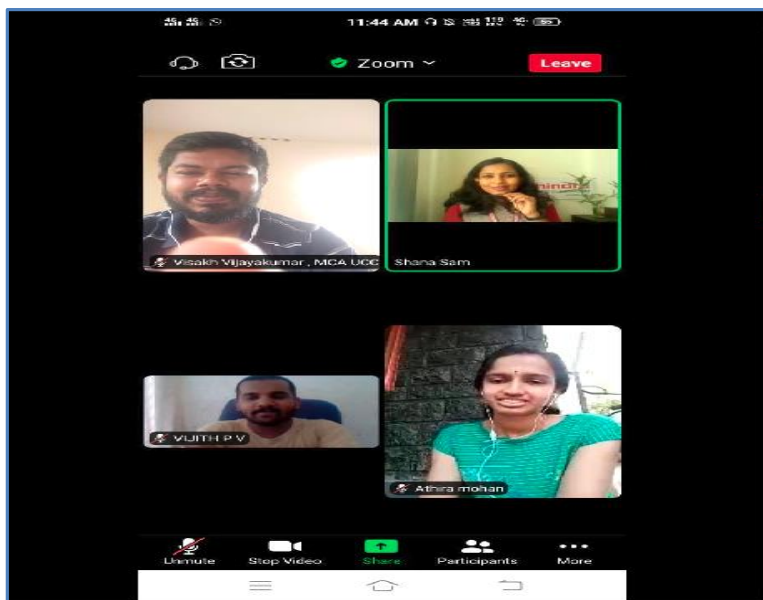 11:44 AM
Zoom
Leave
Visakh Vijayakumar, MCA UCC
Shana Sam
VIJITH P V
Athira mohan
Unmute
Stop Video
Share
Participants
More